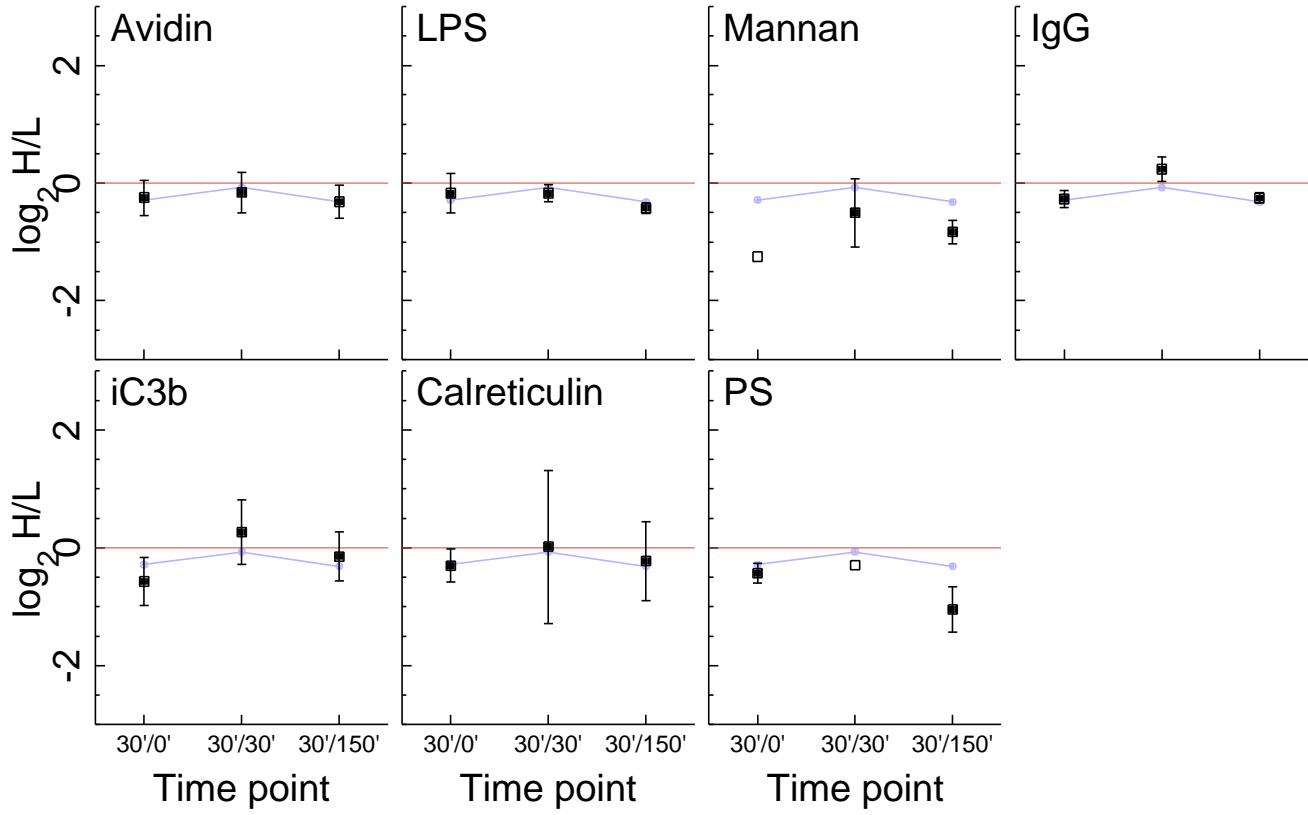 Avidin
LPS
Mannan
IgG
log2 H/L
2
0
-2
iC3b
Calreticulin
PS
log2 H/L
2
0
-2
30'/0' 30'/30' 30'/150'
30'/0' 30'/30' 30'/150'
30'/0' 30'/30' 30'/150'
Time point
Time point
Time point